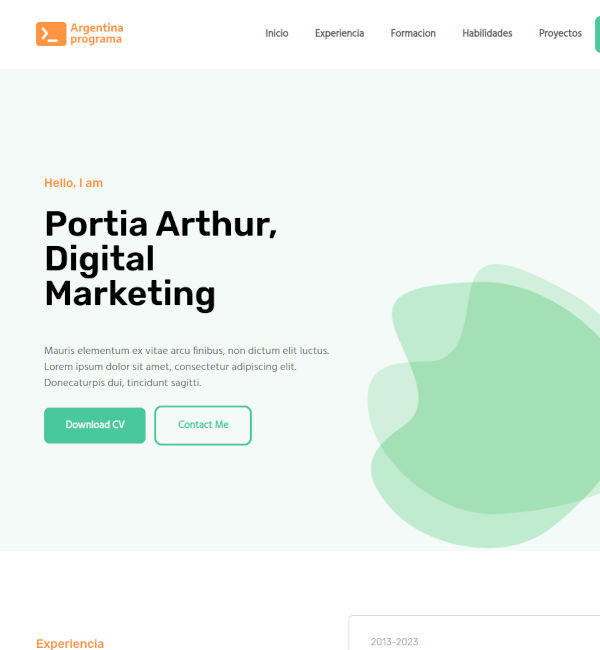 Argentina
programa
Inicio
Experiencia
Formacion
Habilidades
Proyectos
Hello, I am
Portia Arthur,
Digital
Marketing
Mauris elementum ex vitae arcu finibus, non dictum elit luctus.
Lorem ipsum dolor sit amet, consectetur adipiscing elit.
Donecaturpis dui, tincidunt sagitti.
Download CV
Contact Me
Experiencia
2013-2023